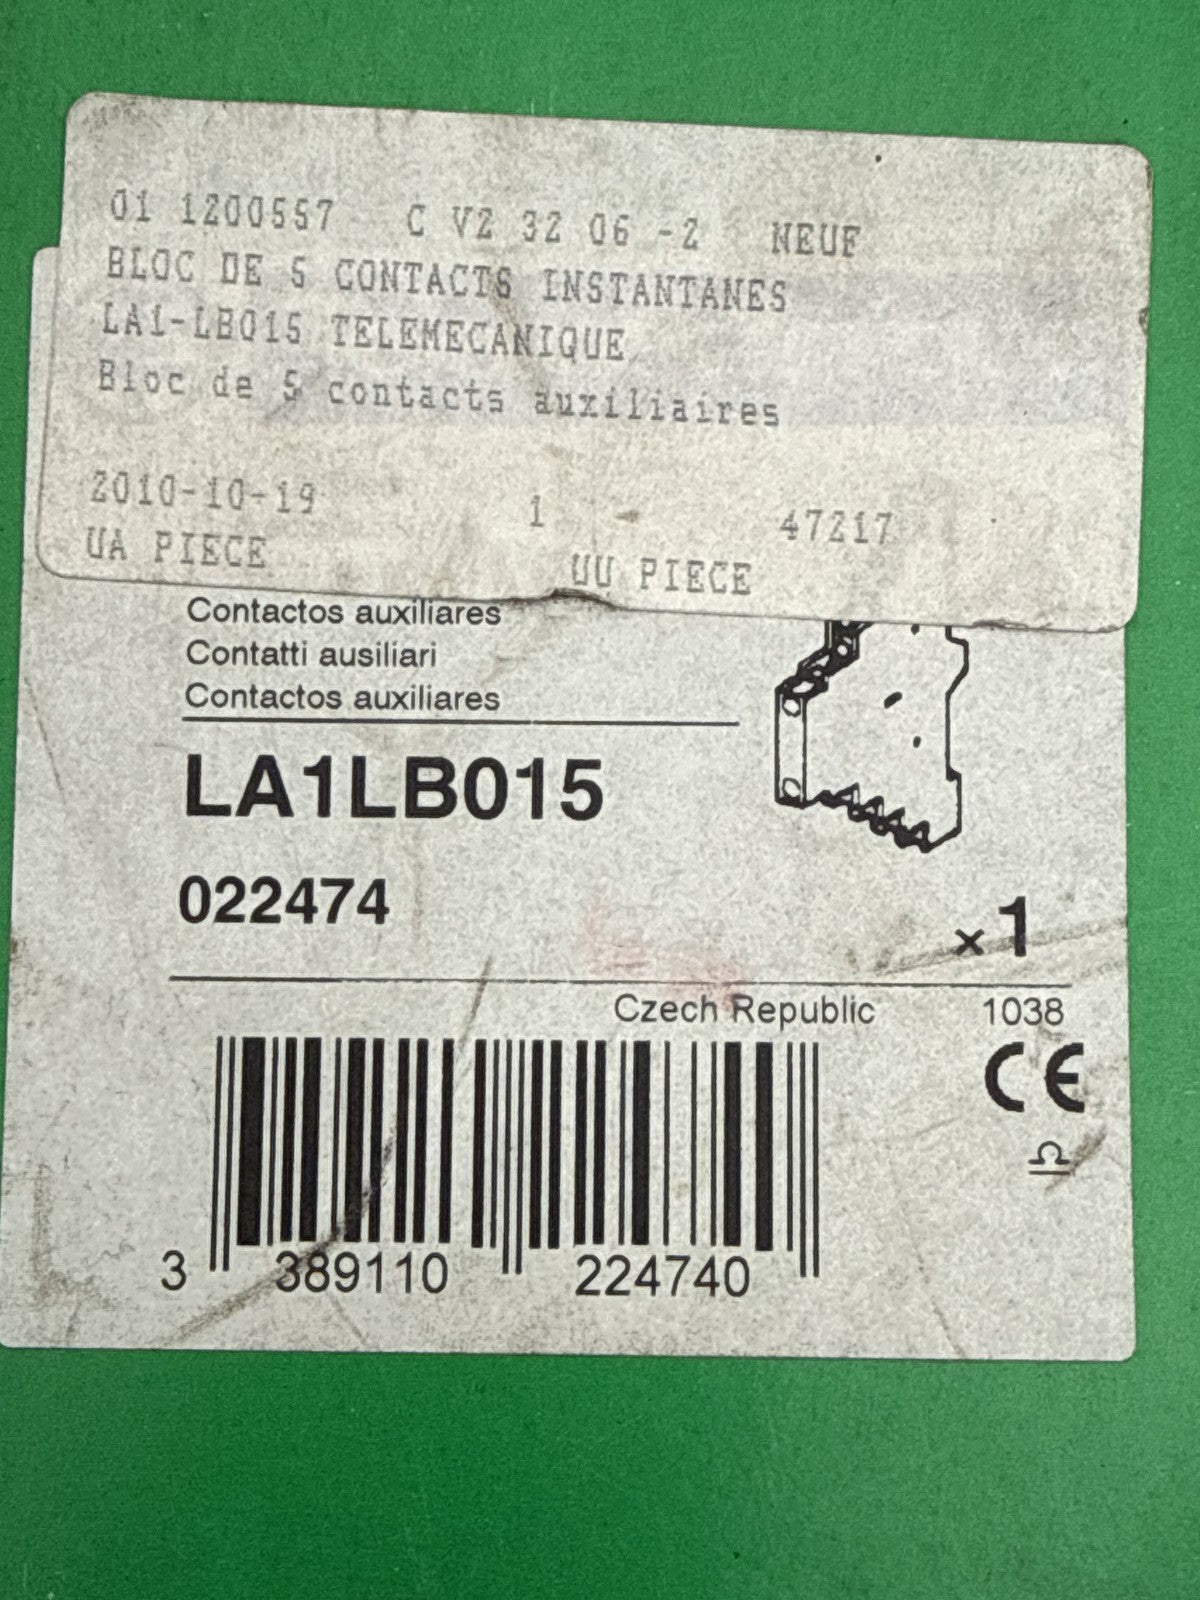 01 1200557 C VZ 32 06 -2 NEUF
BLOC DE 5 CONTACTS INSTANTANES
LA1-LB015 TELEMECANIQUE
Bloc de 5 contacts auxiliaires
2010-10-19 1 - 47217
UA PIECE UU PIECE
Contactos auxiliares
Contatti ausiliari
Contactos auxiliares
LA1LB015
022474
×1
Czech Republic 1038
CE
3 389110 224740